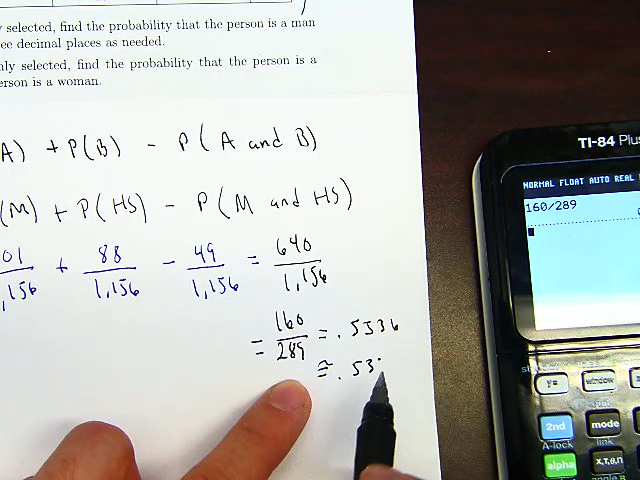 y selected, find the probability that the person is a man
ee decimal places as needed.
nly selected, find the probability that the person is a
erson is a woman.
A) + P(B) - P(A and B)
(M) + P(HS) - P(M and HS)
01/,156 + 88/1,156 - 49/1,156 = 640/1,156
= 160/289 = .5536
≅ .53
TI-84 Plus
NORMAL FLOAT AUTO REAL
160/289
y=
window
2nd
mode
A-lock
link
alpha
X,T,θ,n